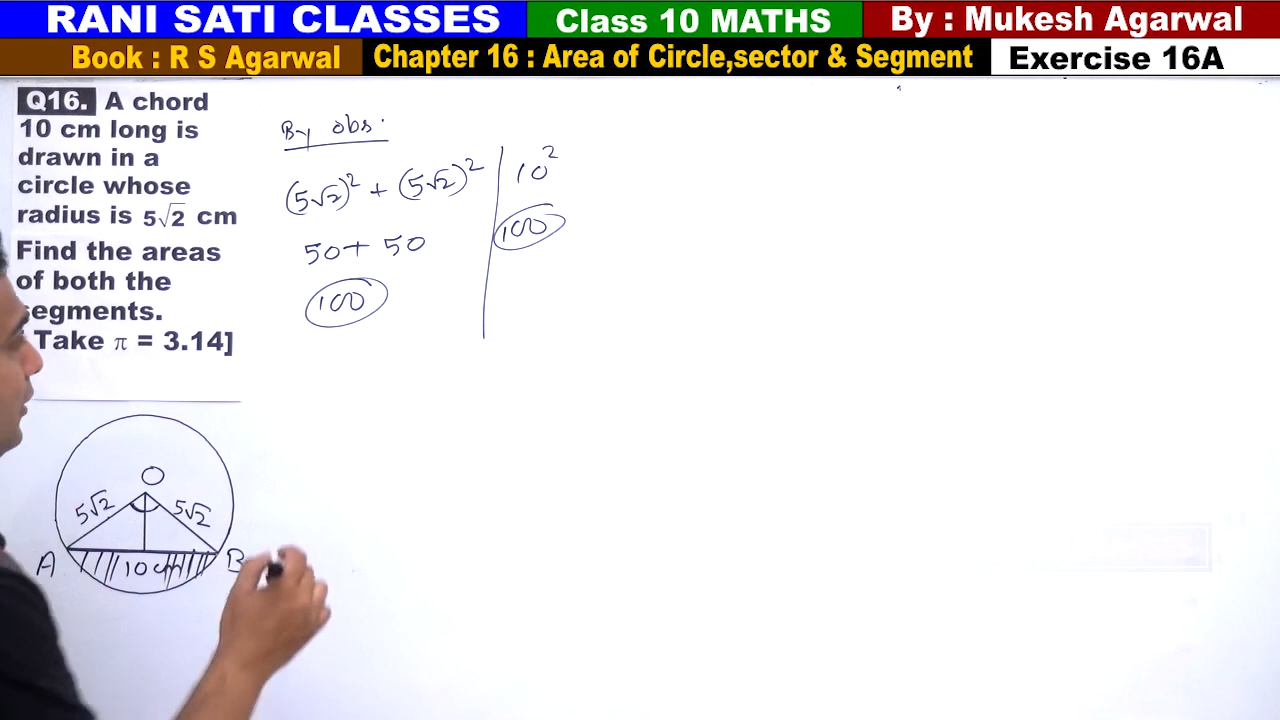 RANI SATI CLASSES
Class 10 MATHS
By : Mukesh Agarwal
Book : R S Agarwal
Chapter 16 : Area of Circle,sector & Segment
Exercise 16A
Q16. A chord
10 cm long is
drawn in a
circle whose
radius is 5√2 cm
Find the areas
of both the
segments.
Take π = 3.14]
By obs.
(5√2)² + (5√2)² | 10²
50 + 50 | 100
100
O
5√2 5√2
A 10 cm B